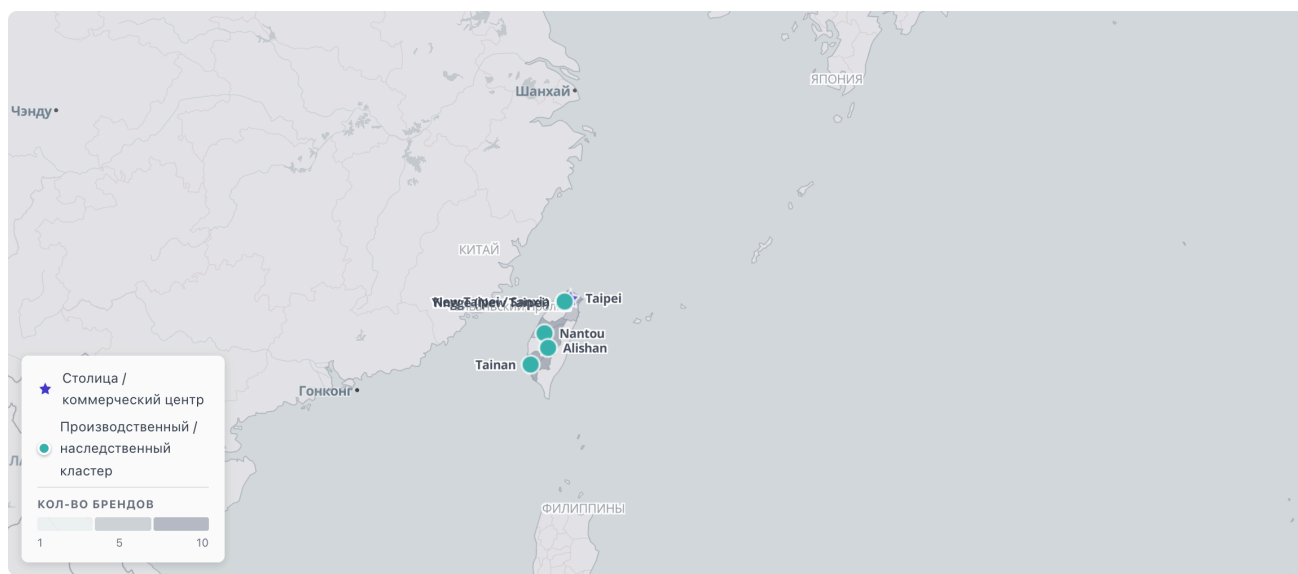 ЯПОНИЯ
Шанхай
Чэнду
КИТАЙ
Taipei
Nantou
Alishan
Tainan
Гонконг
ФИЛИППИНЫ
Столица /
коммерческий центр
Производственный /
наследственный
кластер
КОЛ-ВО БРЕНДОВ
1 5 10